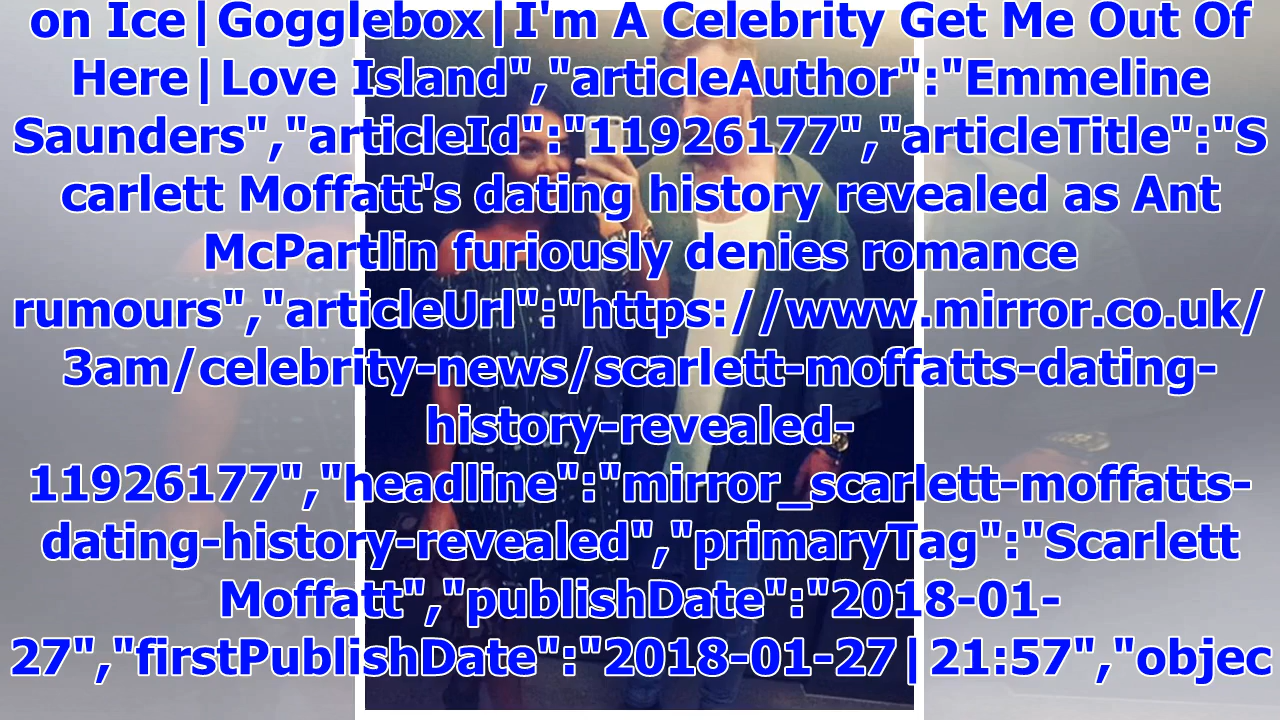 on Ice|Gogglebox|I'm A Celebrity Get Me Out Of
Here|Love Island","articleAuthor":"Emmeline
Saunders","articleId":"11926177","articleTitle":"S
carlett Moffatt's dating history revealed as Ant
McPartlin furiously denies romance
rumours","articleUrl":"https://www.mirror.co.uk/
3am/celebrity-news/scarlett-moffatts-dating-
history-revealed-
11926177","headline":"mirror_scarlett-moffatts-
dating-history-revealed","primaryTag":"Scarlett
Moffatt","publishDate":"2018-01-
27","firstPublishDate":"2018-01-27|21:57","objec